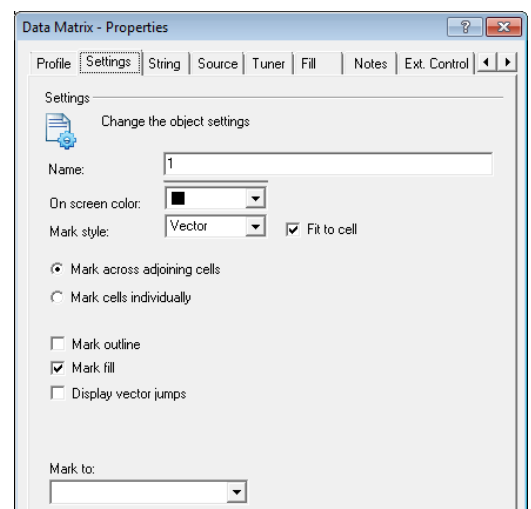 Data Matrix - Properties
Profile Settings String Source Tuner Fill Notes Ext. Control
Settings
Change the object settings
Name: 1
On screen color:
Mark style: Vector Fit to cell
Mark across adjoining cells
Mark cells individually
Mark outline
Mark fill
Display vector jumps
Mark to: